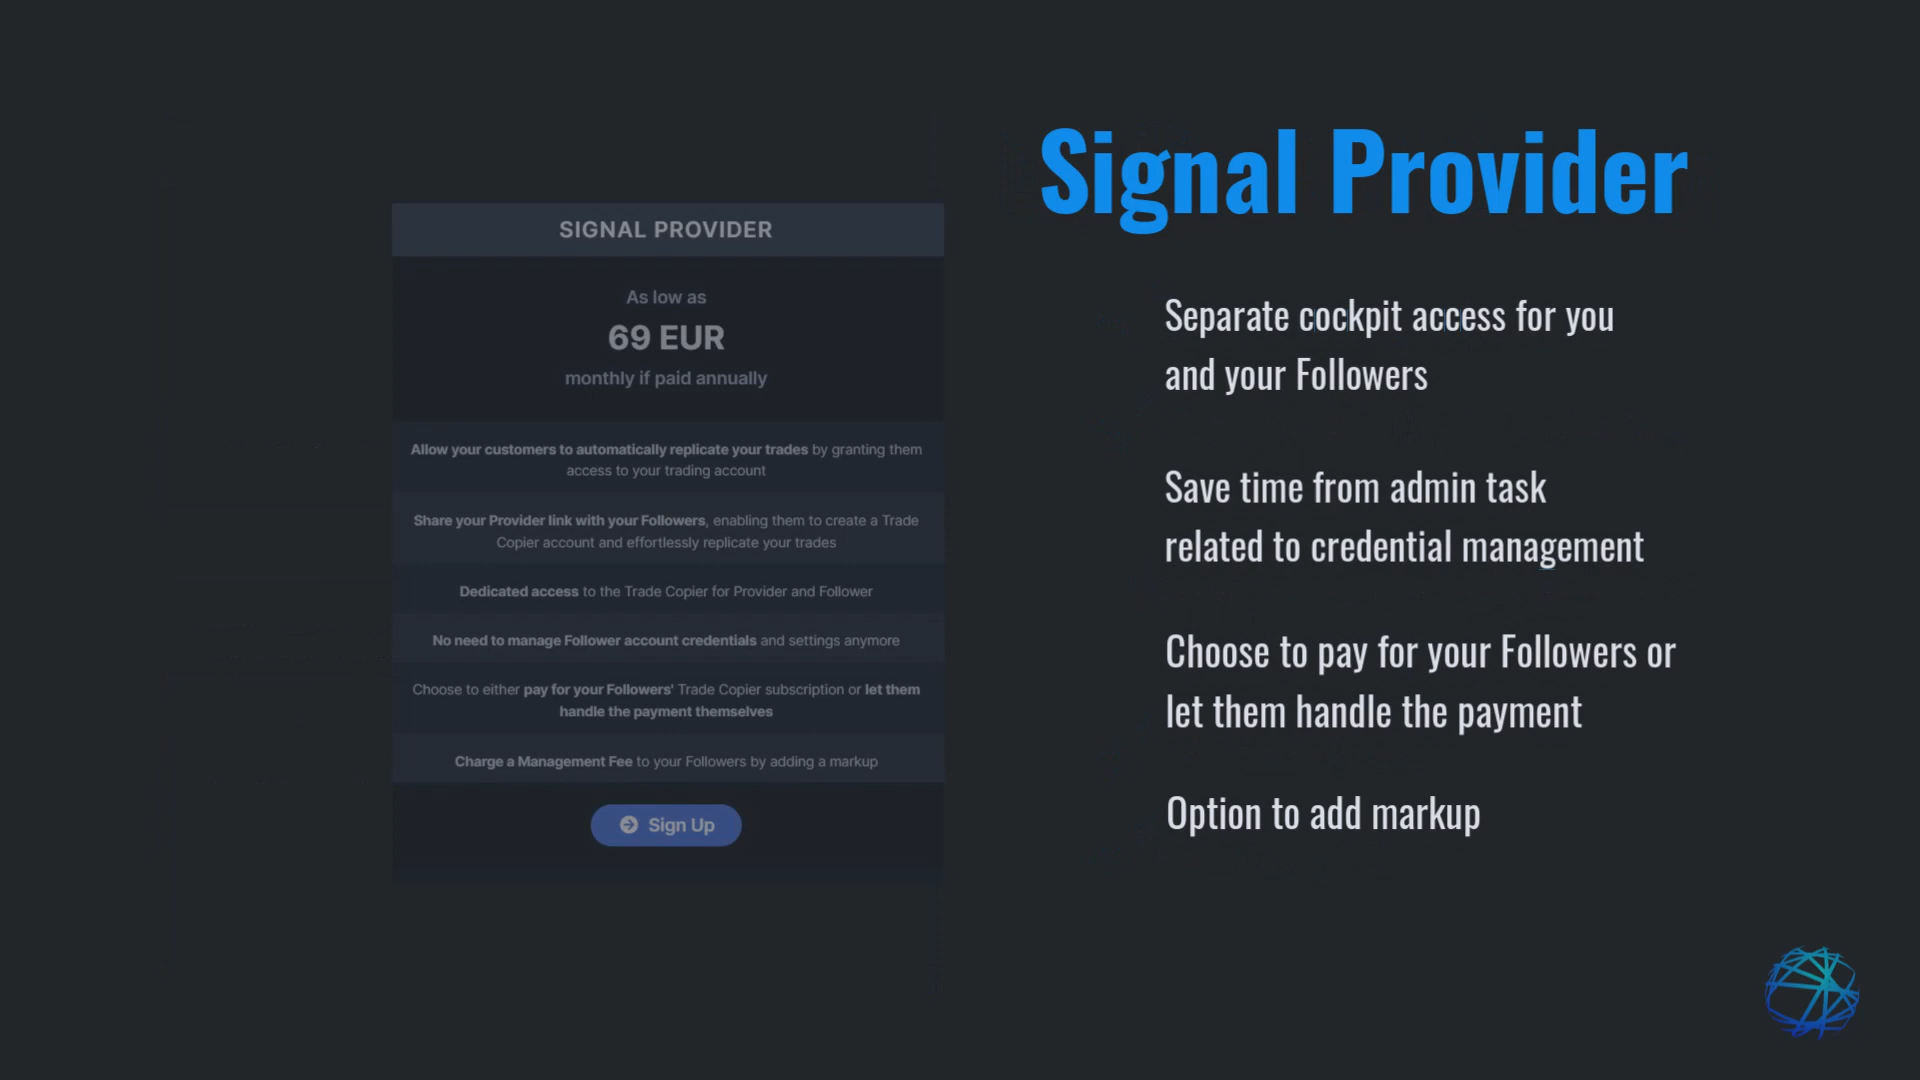 SIGNAL PROVIDER
As low as
69 EUR
monthly if paid annually
Allow your customers to automatically replicate your trades by granting them
access to your trading account
Share your Provider link with your Followers, enabling them to create a Trade
Copier account and effortlessly replicate your trades
Dedicated access to the Trade Copier for Provider and Follower
No need to manage Follower account credentials and settings anymore
Choose to either pay for your Followers' Trade Copier subscription or let them
handle the payment themselves
Charge a Management Fee to your Followers by adding a markup
Sign Up
Signal Provider
Separate cockpit access for you
and your Followers
Save time from admin task
related to credential management
Choose to pay for your Followers or
let them handle the payment
Option to add markup